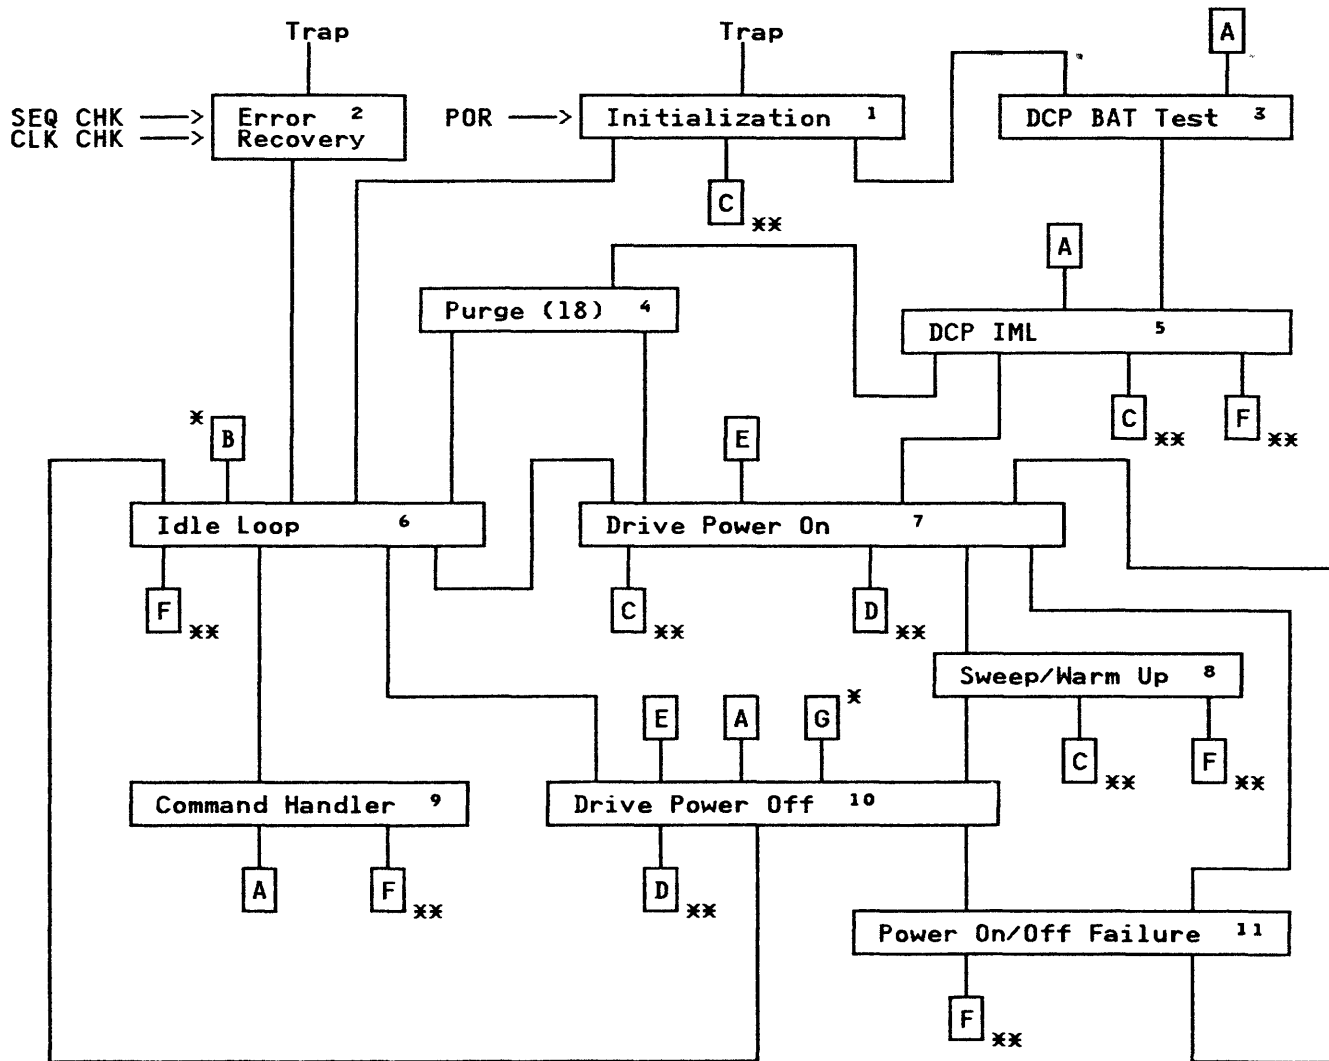 Trap
Trap
A
SEQ CHK ──>
CLK CHK ──>
Error 2
Recovery
POR ──>
Initialization 1
DCP BAT Test 3
C **
A
Purge (18) 4
DCP IML 5
* B
E
C **
F **
Idle Loop 6
Drive Power On 7
F **
C **
D **
Sweep/Warm Up 8
E
A
G *
C **
F **
Command Handler 9
Drive Power Off 10
A
F **
D **
Power On/Off Failure 11
F **